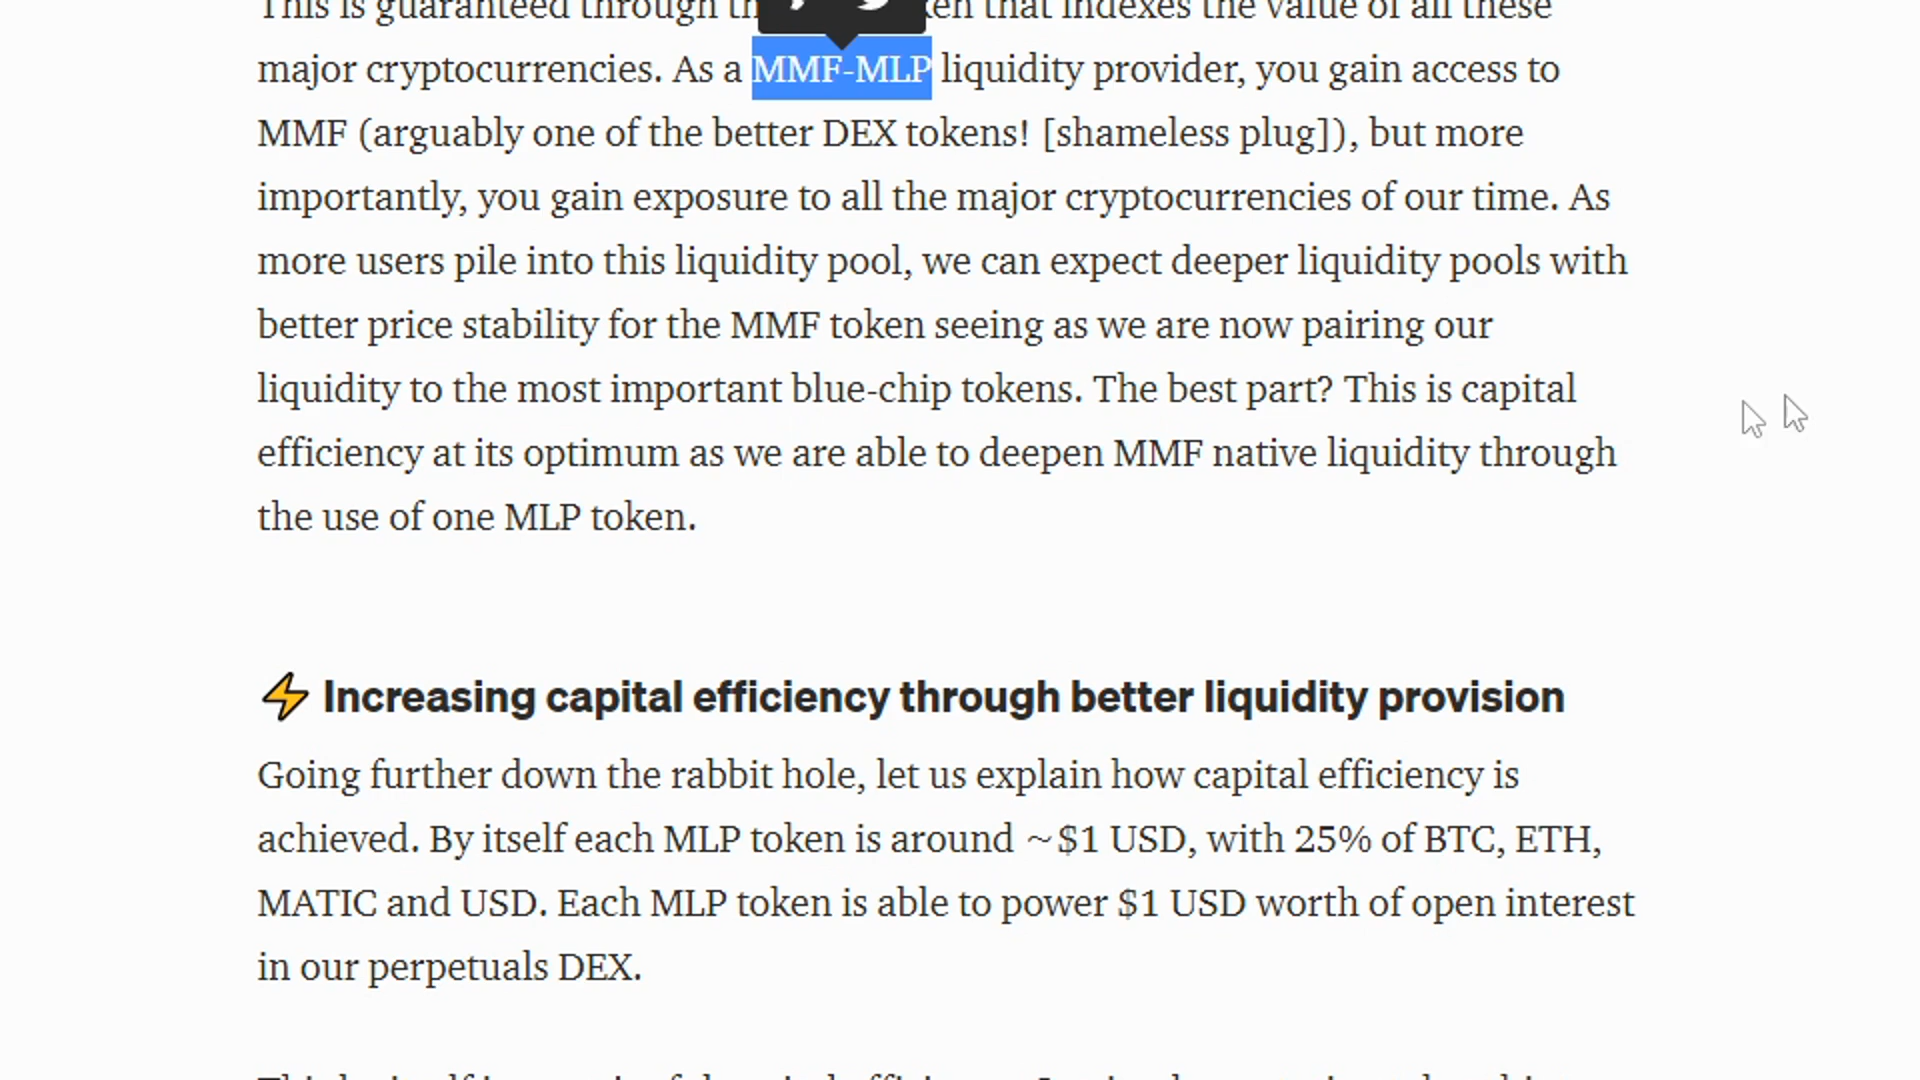 This is guaranteed through the token that indexes the value of all these
major cryptocurrencies. As a MMF-MLP liquidity provider, you gain access to
MMF (arguably one of the better DEX tokens! [shameless plug]), but more
importantly, you gain exposure to all the major cryptocurrencies of our time. As
more users pile into this liquidity pool, we can expect deeper liquidity pools with
better price stability for the MMF token seeing as we are now pairing our
liquidity to the most important blue-chip tokens. The best part? This is capital
efficiency at its optimum as we are able to deepen MMF native liquidity through
the use of one MLP token.
⚡ Increasing capital efficiency through better liquidity provision
Going further down the rabbit hole, let us explain how capital efficiency is
achieved. By itself each MLP token is around ~$1 USD, with 25% of BTC, ETH,
MATIC and USD. Each MLP token is able to power $1 USD worth of open interest
in our perpetuals DEX.